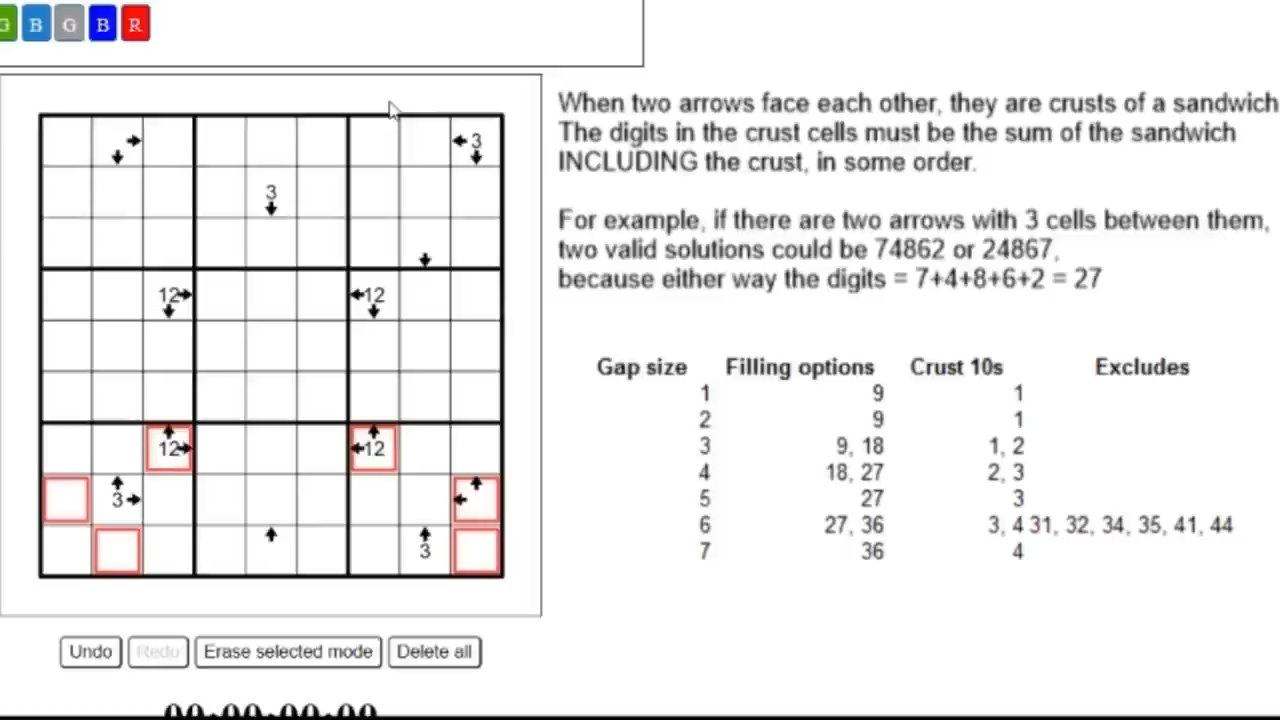 G B G B R
When two arrows face each other, they are crusts of a sandwich
The digits in the crust cells must be the sum of the sandwich
INCLUDING the crust, in some order.
For example, if there are two arrows with 3 cells between them,
two valid solutions could be 74862 or 24867,
because either way the digits = 7+4+8+6+2 = 27
3
3
12 12
12 12
3
3
Gap size Filling options Crust 10s Excludes
1 9 1
2 9 1
3 9, 18 1, 2
4 18, 27 2, 3
5 27 3
6 27, 36 3, 4 31, 32, 34, 35, 41, 44
7 36 4
Undo Redo Erase selected mode Delete all
00:00:00:00